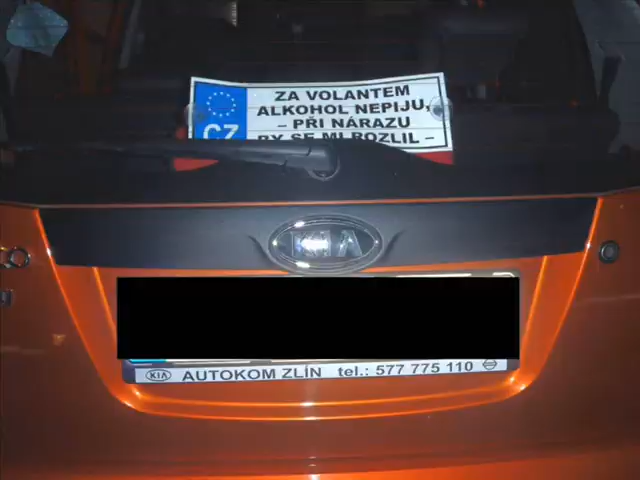 ZA VOLANTEM
ALKOHOL NEPIJU,
– PŘI NÁRAZU
CZ BY SE MI ROZLIL –
KIA
KIA AUTOKOM ZLÍN tel.: 577 775 110